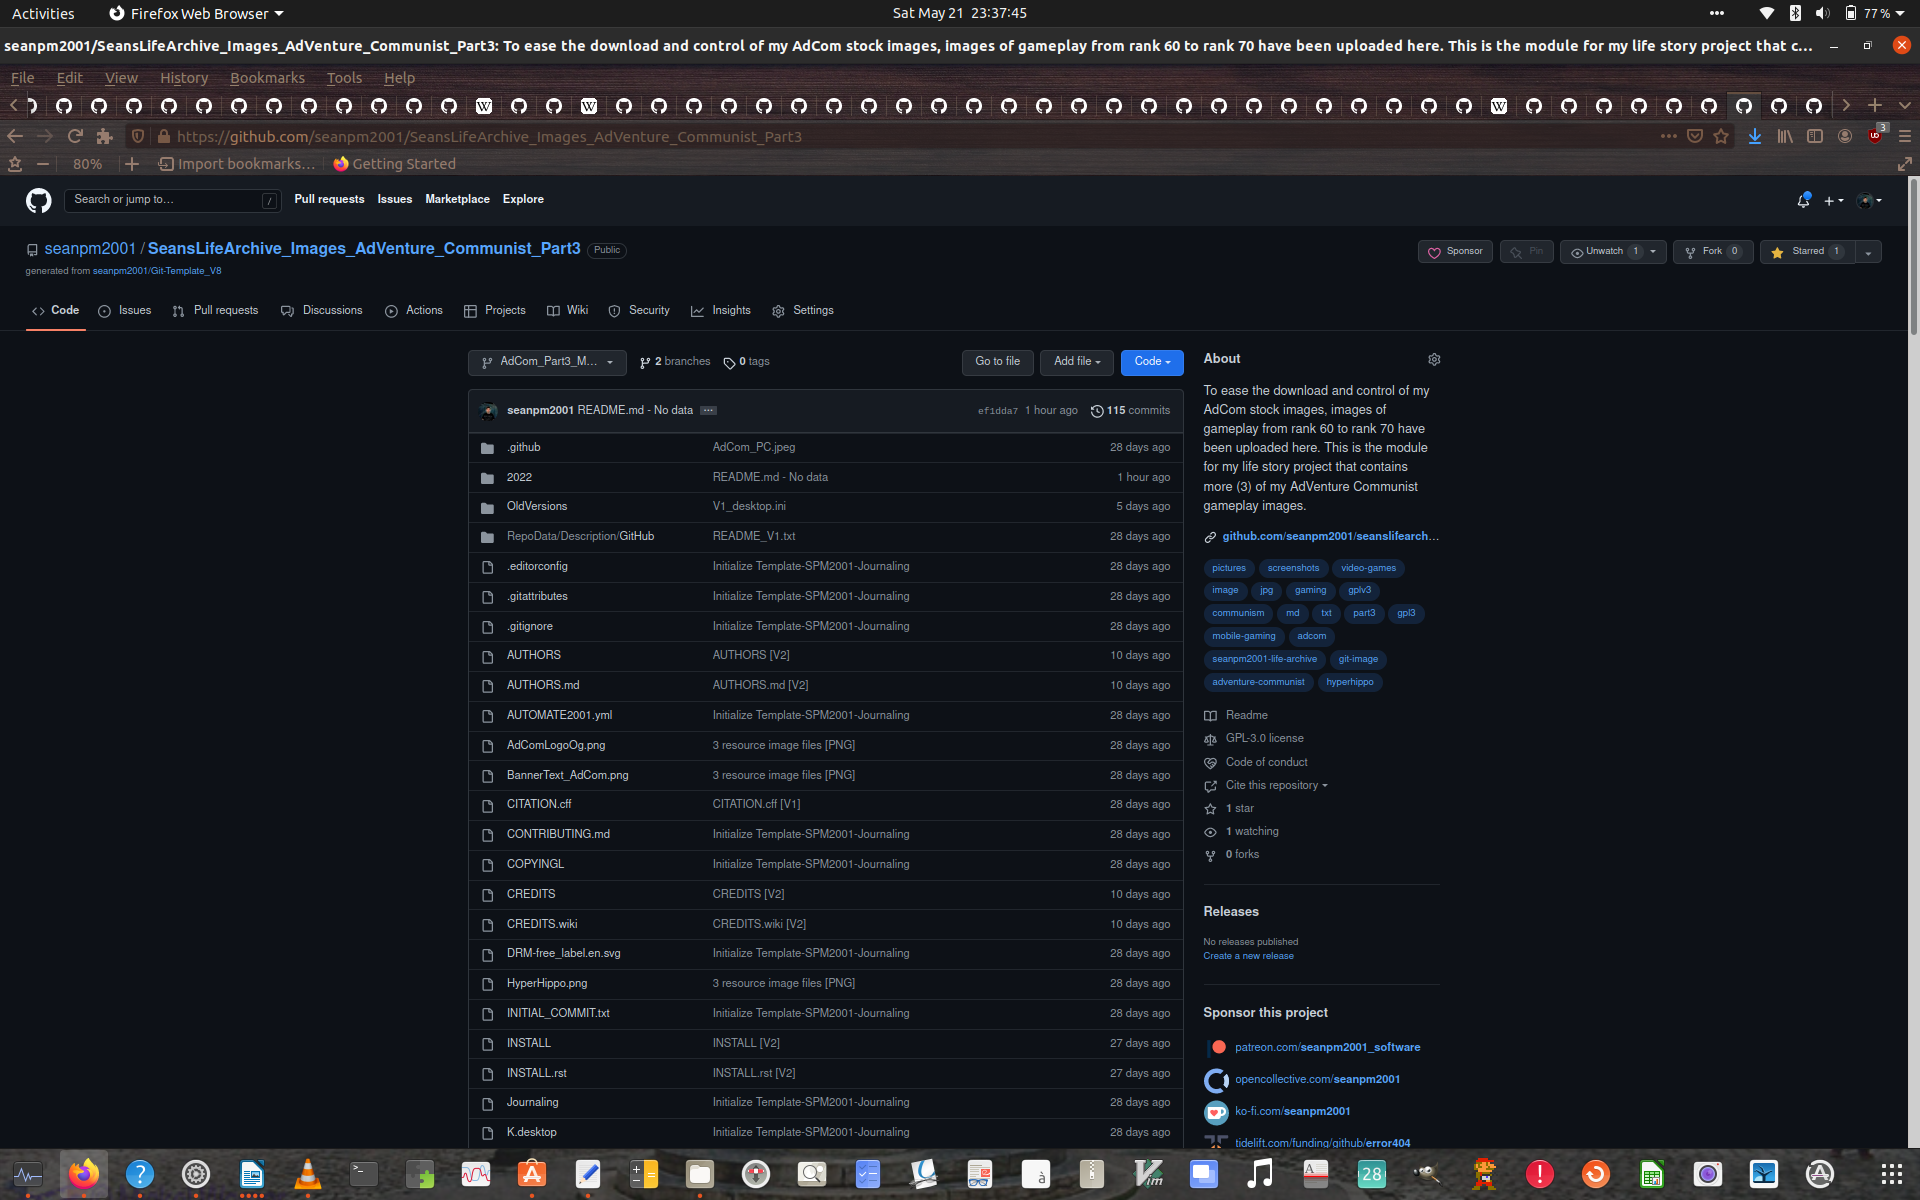 Activities
Firefox Web Browser
Sat May 21  23:37:45
77 %
seanpm2001/SeansLifeArchive_Images_AdVenture_Communist_Part3: To ease the download and control of my AdCom stock images, images of gameplay from rank 60 to rank 70 have been uploaded here. This is the module for my life story project that c...
File Edit View History Bookmarks Tools Help
https://github.com/seanpm2001/SeansLifeArchive_Images_AdVenture_Communist_Part3
3
80%
Import bookmarks...
Getting Started
Search or jump to...
/
Pull requests Issues Marketplace Explore
seanpm2001 / SeansLifeArchive_Images_AdVenture_Communist_Part3
Public
Sponsor
Pin
Unwatch 1
Fork 0
Starred 1
generated from seanpm2001/Git-Template_V8
Code Issues Pull requests Discussions Actions Projects Wiki Security Insights Settings
AdCom_Part3_M...
2 branches
0 tags
Go to file
Add file
Code
seanpm2001 README.md - No data
ef1dda7 1 hour ago
115 commits
.github AdCom_PC.jpeg 28 days ago
2022 README.md - No data 1 hour ago
OldVersions V1_desktop.ini 5 days ago
RepoData/Description/GitHub README_V1.txt 28 days ago
.editorconfig Initialize Template-SPM2001-Journaling 28 days ago
.gitattributes Initialize Template-SPM2001-Journaling 28 days ago
.gitignore Initialize Template-SPM2001-Journaling 28 days ago
AUTHORS AUTHORS [V2] 10 days ago
AUTHORS.md AUTHORS.md [V2] 10 days ago
AUTOMATE2001.yml Initialize Template-SPM2001-Journaling 28 days ago
AdComLogoOg.png 3 resource image files [PNG] 28 days ago
BannerText_AdCom.png 3 resource image files [PNG] 28 days ago
CITATION.cff CITATION.cff [V1] 28 days ago
CONTRIBUTING.md Initialize Template-SPM2001-Journaling 28 days ago
COPYINGL Initialize Template-SPM2001-Journaling 28 days ago
CREDITS CREDITS [V2] 10 days ago
CREDITS.wiki CREDITS.wiki [V2] 10 days ago
DRM-free_label.en.svg Initialize Template-SPM2001-Journaling 28 days ago
HyperHippo.png 3 resource image files [PNG] 28 days ago
INITIAL_COMMIT.txt Initialize Template-SPM2001-Journaling 28 days ago
INSTALL INSTALL [V2] 27 days ago
INSTALL.rst INSTALL.rst [V2] 27 days ago
Journaling Initialize Template-SPM2001-Journaling 28 days ago
K.desktop Initialize Template-SPM2001-Journaling 28 days ago
About
To ease the download and control of my
AdCom stock images, images of
gameplay from rank 60 to rank 70 have
been uploaded here. This is the module
for my life story project that contains
more (3) of my AdVenture Communist
gameplay images.
github.com/seanpm2001/seanslifearch...
pictures screenshots video-games
image jpg gaming gplv3
communism md txt part3 gpl3
mobile-gaming adcom
seanpm2001-life-archive git-image
adventure-communist hyperhippo
Readme
GPL-3.0 license
Code of conduct
Cite this repository
1 star
1 watching
0 forks
Releases
No releases published
Create a new release
Sponsor this project
patreon.com/seanpm2001_software
opencollective.com/seanpm2001
ko-fi.com/seanpm2001
tidelift.com/funding/github/error404
28